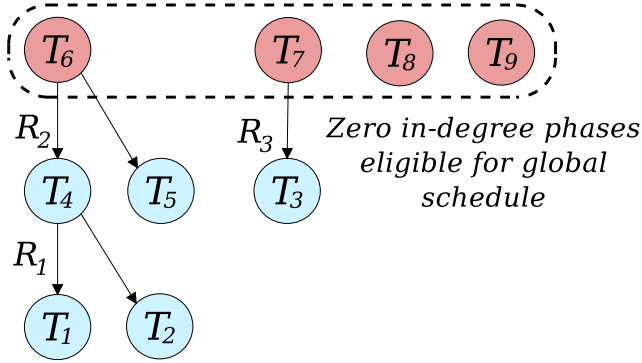 T6 T7 T8 T9
R2 R3 Zero in-degree phases
eligible for global
schedule
T4 T5 T3
R1
T1 T2